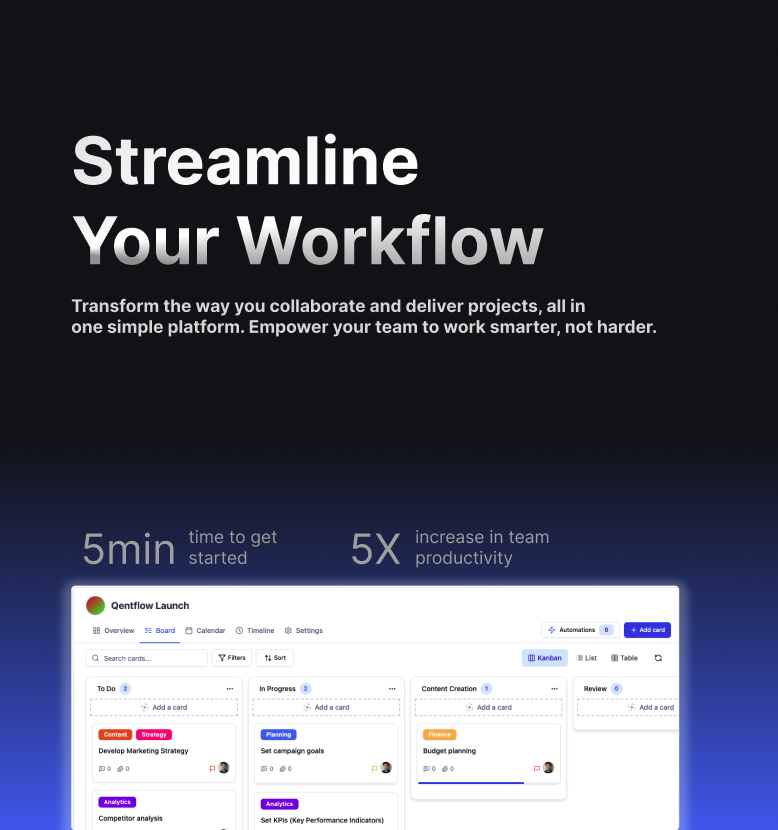 Streamline
Your Workflow
Transform the way you collaborate and deliver projects, all in
one simple platform. Empower your team to work smarter, not harder.
5min time to get started
5X increase in team productivity
Qentflow Launch
Overview Board Calendar Timeline Settings Automations 0 + Add card
Search cards... Filters Sort Kanban List Table
To Do 2 ··· In Progress 2 ··· Content Creation 1 ··· Review 0
Add a card Add a card Add a card Add a card
Content Strategy Planning Finance
Develop Marketing Strategy Set campaign goals Budget planning
0 0 0 0 0 0
Analytics Analytics
Competitor analysis Set KPIs (Key Performance Indicators)